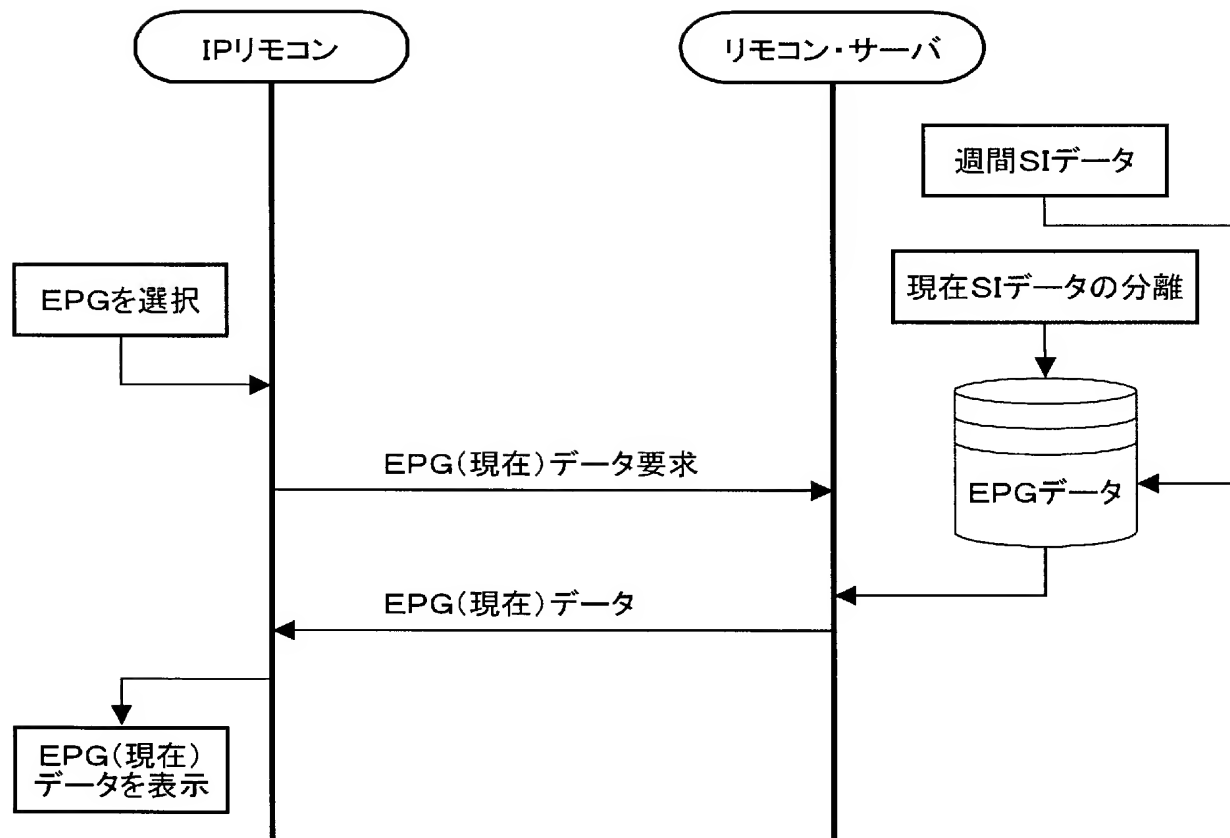 IPリモコン
リモコン・サーバ
週間SIデータ
現在SIデータの分離
EPGを選択
EPG(現在)データ要求
EPGデータ
EPG(現在)データ
EPG(現在)
データを表示